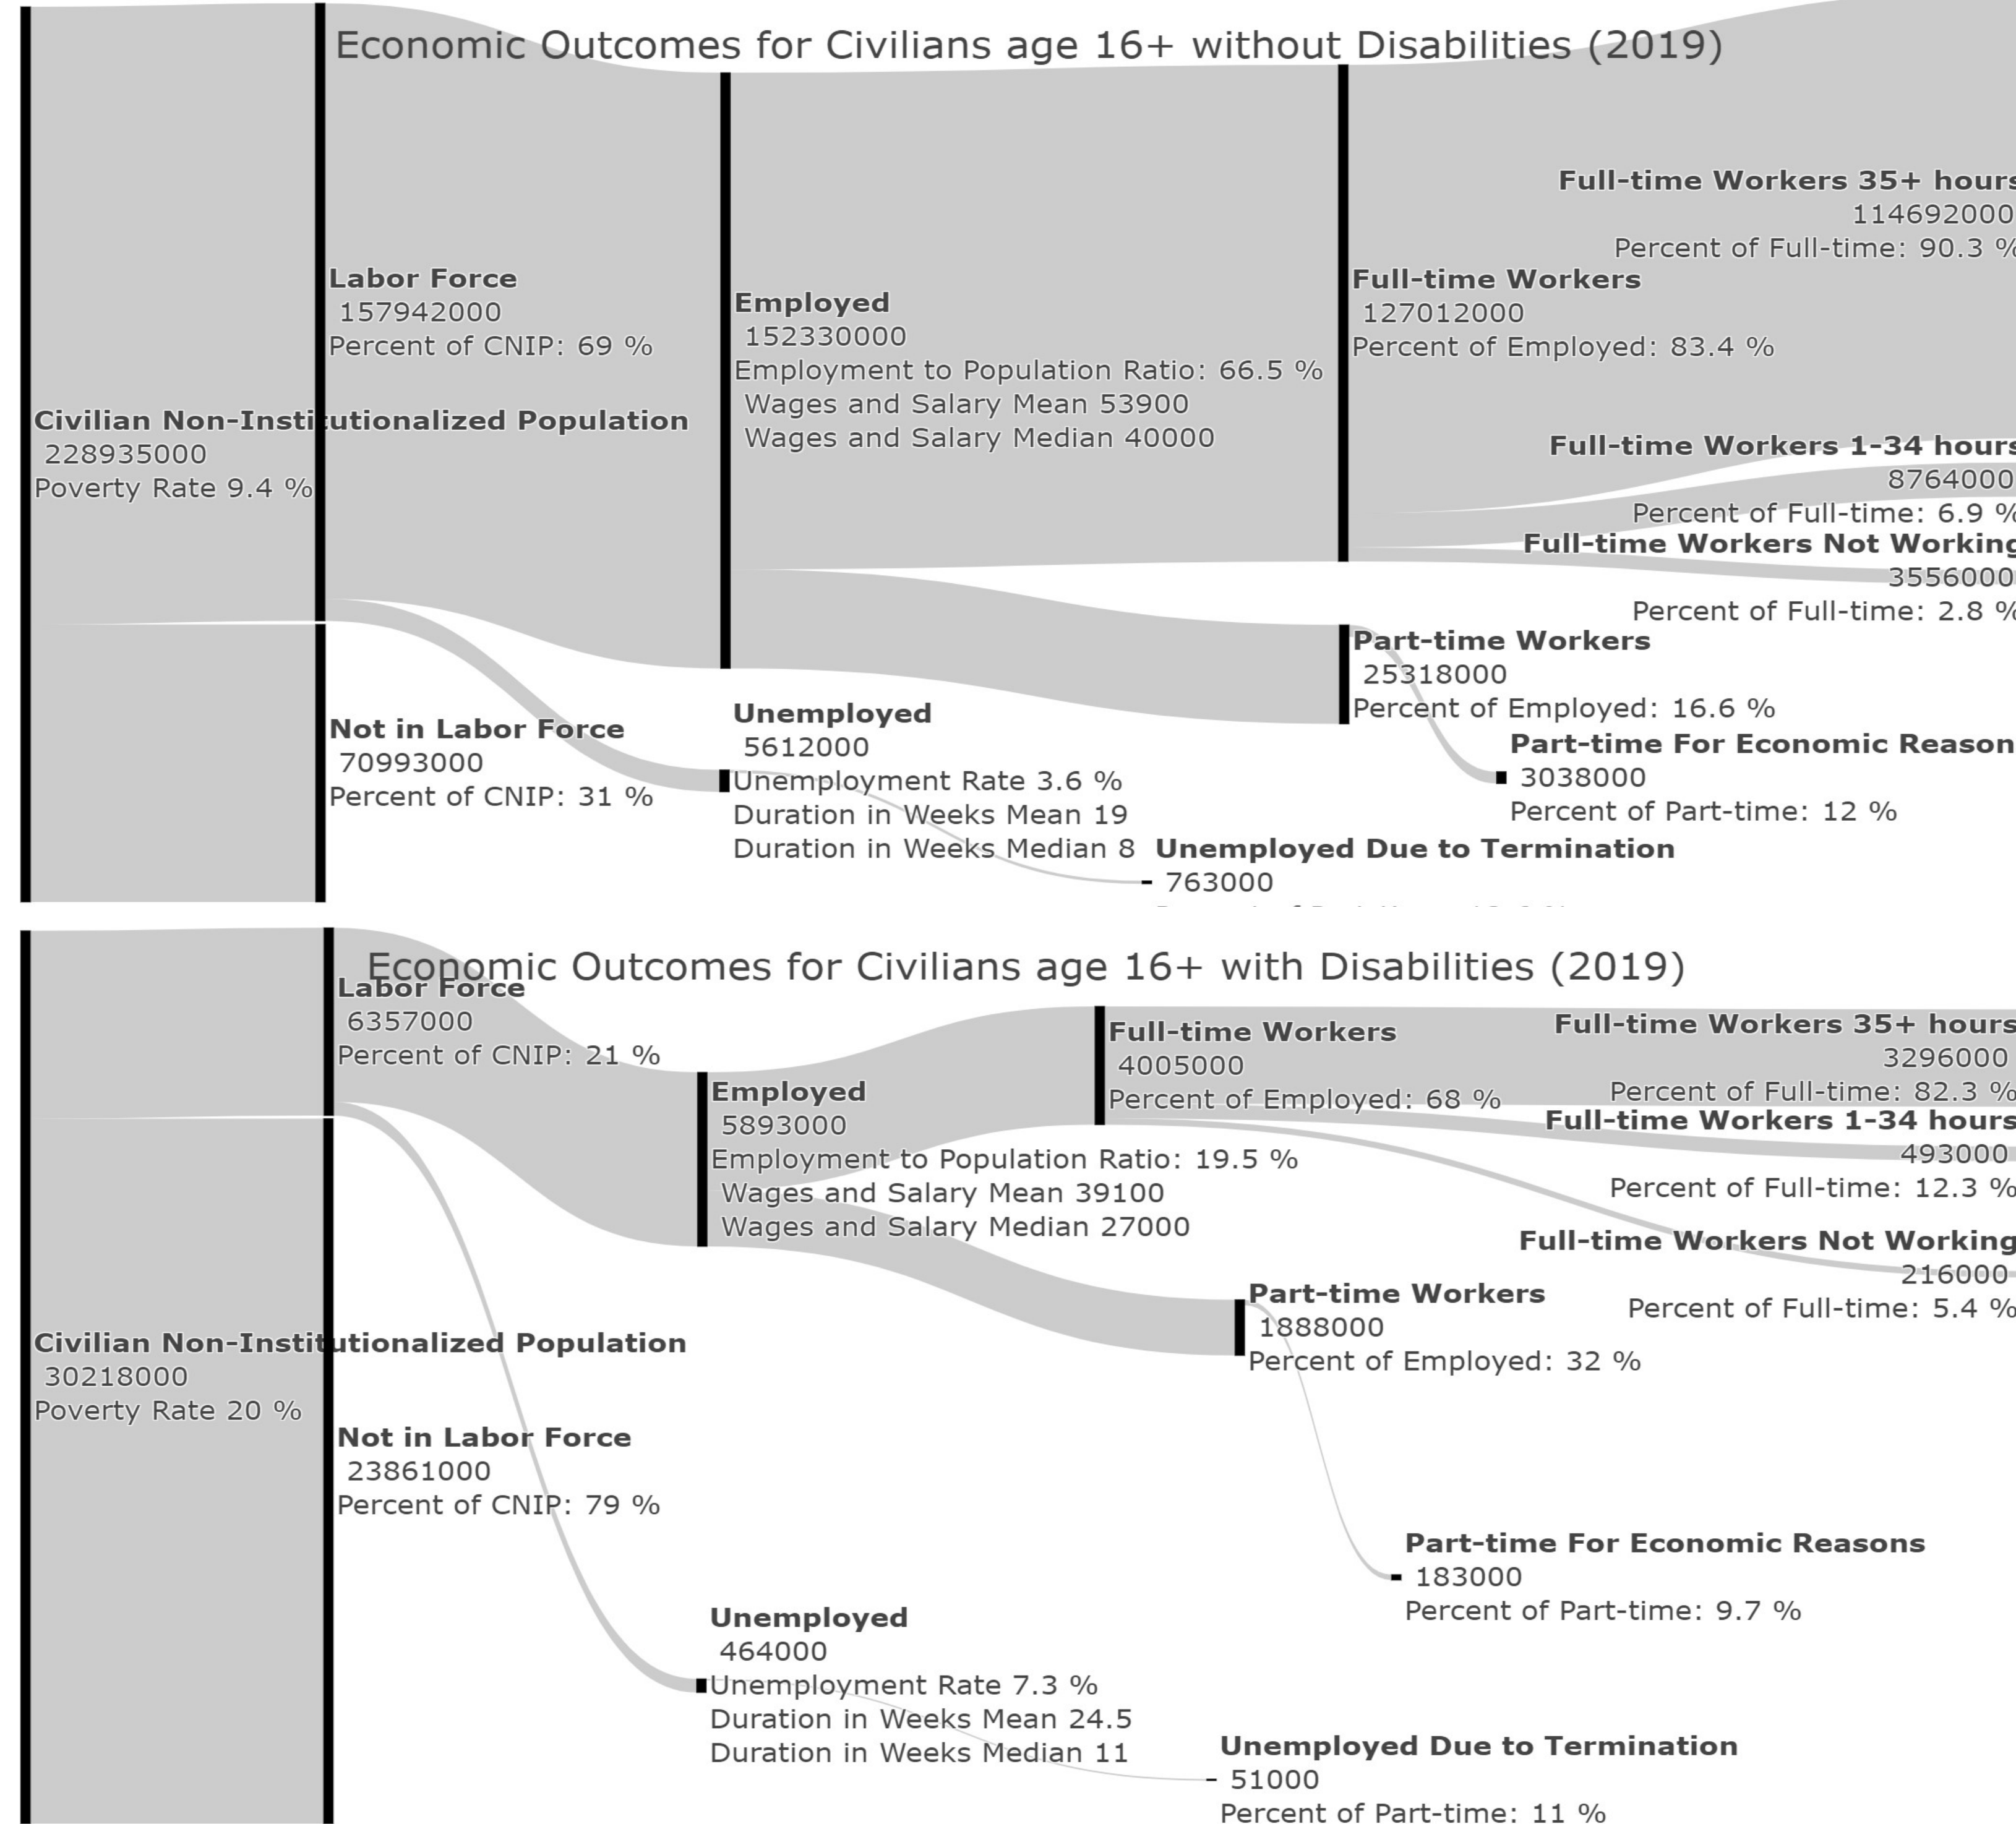 Economic Outcomes for Civilians age 16+ without Disabilities (2019)
Civilian Non-Institutionalized Population
228935000
Poverty Rate 9.4 %
Labor Force
157942000
Percent of CNIP: 69 %
Not in Labor Force
70993000
Percent of CNIP: 31 %
Employed
152330000
Employment to Population Ratio: 66.5 %
Wages and Salary Mean 53900
Wages and Salary Median 40000
Unemployed
5612000
Unemployment Rate 3.6 %
Duration in Weeks Mean 19
Duration in Weeks Median 8
Unemployed Due to Termination
763000
Full-time Workers
127012000
Percent of Employed: 83.4 %
Part-time Workers
25318000
Percent of Employed: 16.6 %
Part-time For Economic Reason
3038000
Percent of Part-time: 12 %
Full-time Workers 35+ hours
114692000
Percent of Full-time: 90.3 %
Full-time Workers 1-34 hours
8764000
Percent of Full-time: 6.9 %
Full-time Workers Not Working
3556000
Percent of Full-time: 2.8 %
Economic Outcomes for Civilians age 16+ with Disabilities (2019)
Civilian Non-Institutionalized Population
30218000
Poverty Rate 20 %
Labor Force
6357000
Percent of CNIP: 21 %
Not in Labor Force
23861000
Percent of CNIP: 79 %
Employed
5893000
Employment to Population Ratio: 19.5 %
Wages and Salary Mean 39100
Wages and Salary Median 27000
Unemployed
464000
Unemployment Rate 7.3 %
Duration in Weeks Mean 24.5
Duration in Weeks Median 11
Unemployed Due to Termination
51000
Percent of Part-time: 11 %
Full-time Workers
4005000
Percent of Employed: 68 %
Part-time Workers
1888000
Percent of Employed: 32 %
Part-time For Economic Reasons
183000
Percent of Part-time: 9.7 %
Full-time Workers 35+ hours
3296000
Percent of Full-time: 82.3 %
Full-time Workers 1-34 hours
493000
Percent of Full-time: 12.3 %
Full-time Workers Not Working
216000
Percent of Full-time: 5.4 %